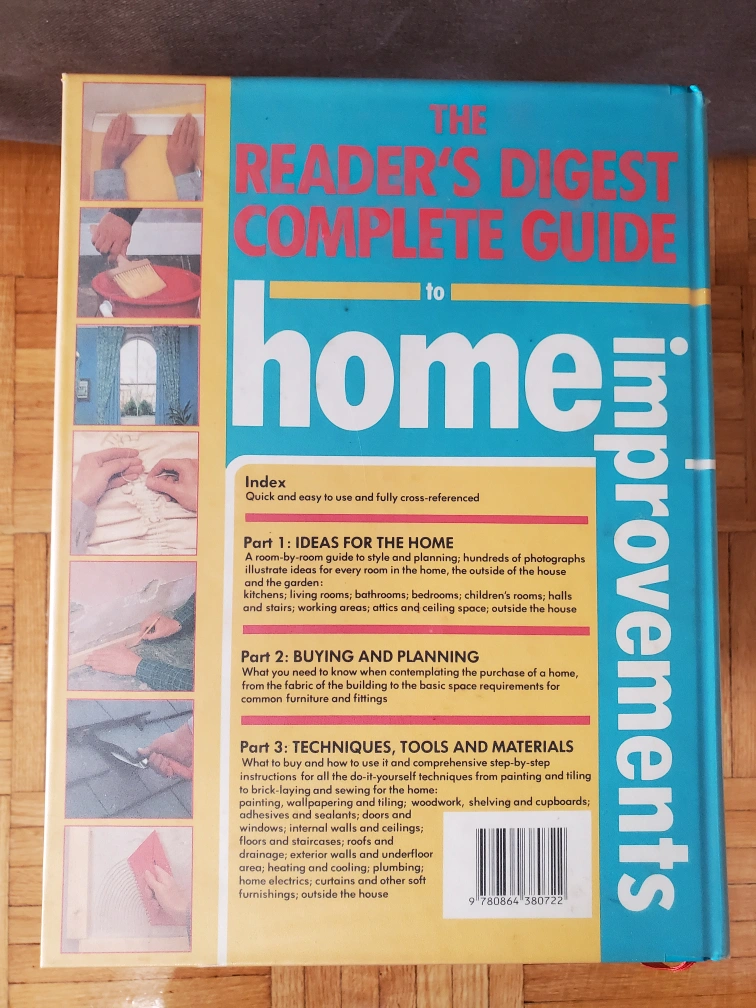 THE
READER'S DIGEST
COMPLETE GUIDE
to
home
improvements
Index
Quick and easy to use and fully cross-referenced
Part 1: IDEAS FOR THE HOME
A room-by-room guide to style and planning; hundreds of photographs
illustrate ideas for every room in the home, the outside of the house
and the garden:
kitchens; living rooms; bathrooms; bedrooms; children's rooms; halls
and stairs; working areas; attics and ceiling space; outside the house
Part 2: BUYING AND PLANNING
What you need to know when contemplating the purchase of a home,
from the fabric of the building to the basic space requirements for
common furniture and fittings
Part 3: TECHNIQUES, TOOLS AND MATERIALS
What to buy and how to use it and comprehensive step-by-step
instructions for all the do-it-yourself techniques from painting and tiling
to brick-laying and sewing for the home:
painting, wallpapering and tiling; woodwork, shelving and cupboards;
adhesives and sealants; doors and
windows; internal walls and ceilings;
floors and staircases; roofs and
drainage; exterior walls and underfloor
area; heating and cooling; plumbing;
home electrics; curtains and other soft
furnishings; outside the house
9 780864 380722